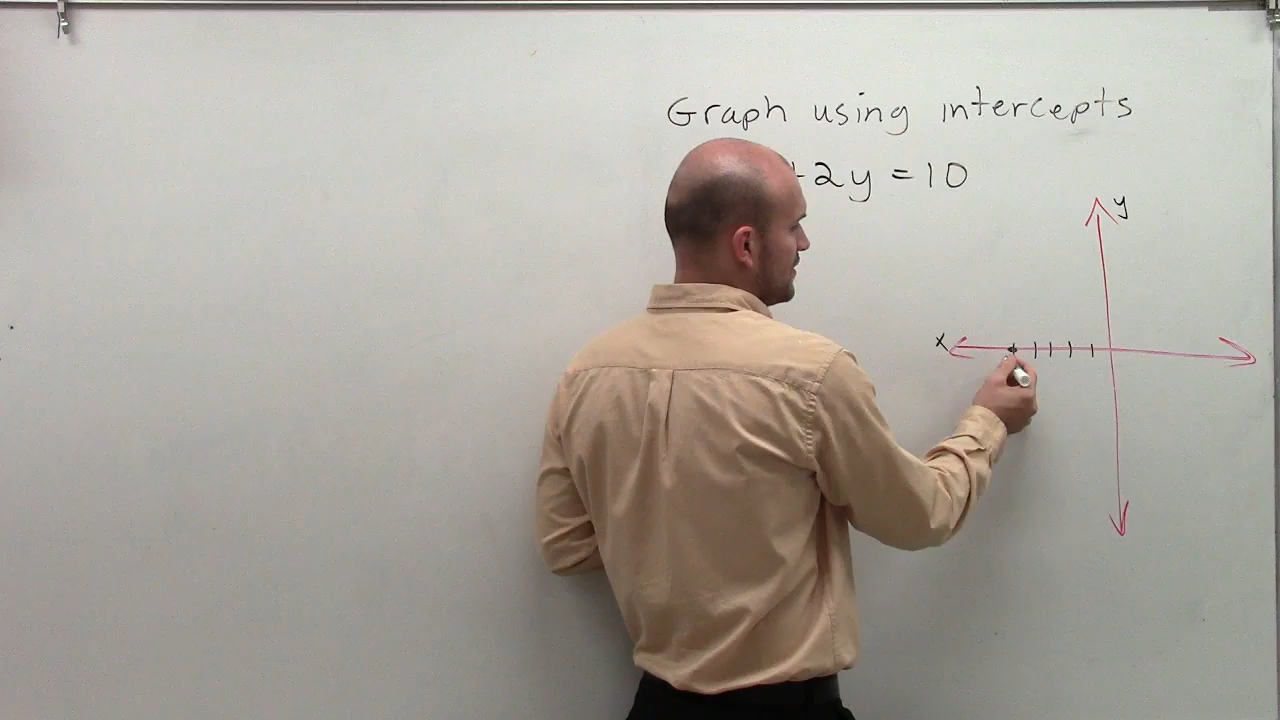 Graph using intercepts
+2y = 10
y
x